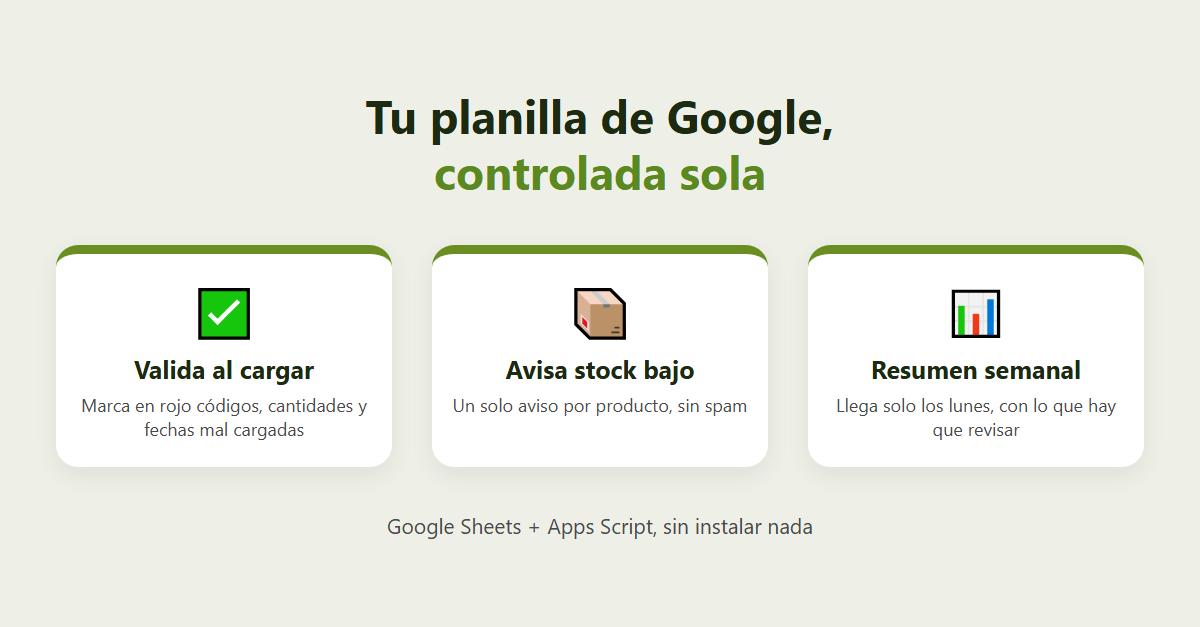 Tu planilla de Google,
controlada sola
Valida al cargar
Marca en rojo códigos, cantidades y
fechas mal cargadas
Avisa stock bajo
Un solo aviso por producto, sin spam
Resumen semanal
Llega solo los lunes, con lo que hay
que revisar
Google Sheets + Apps Script, sin instalar nada